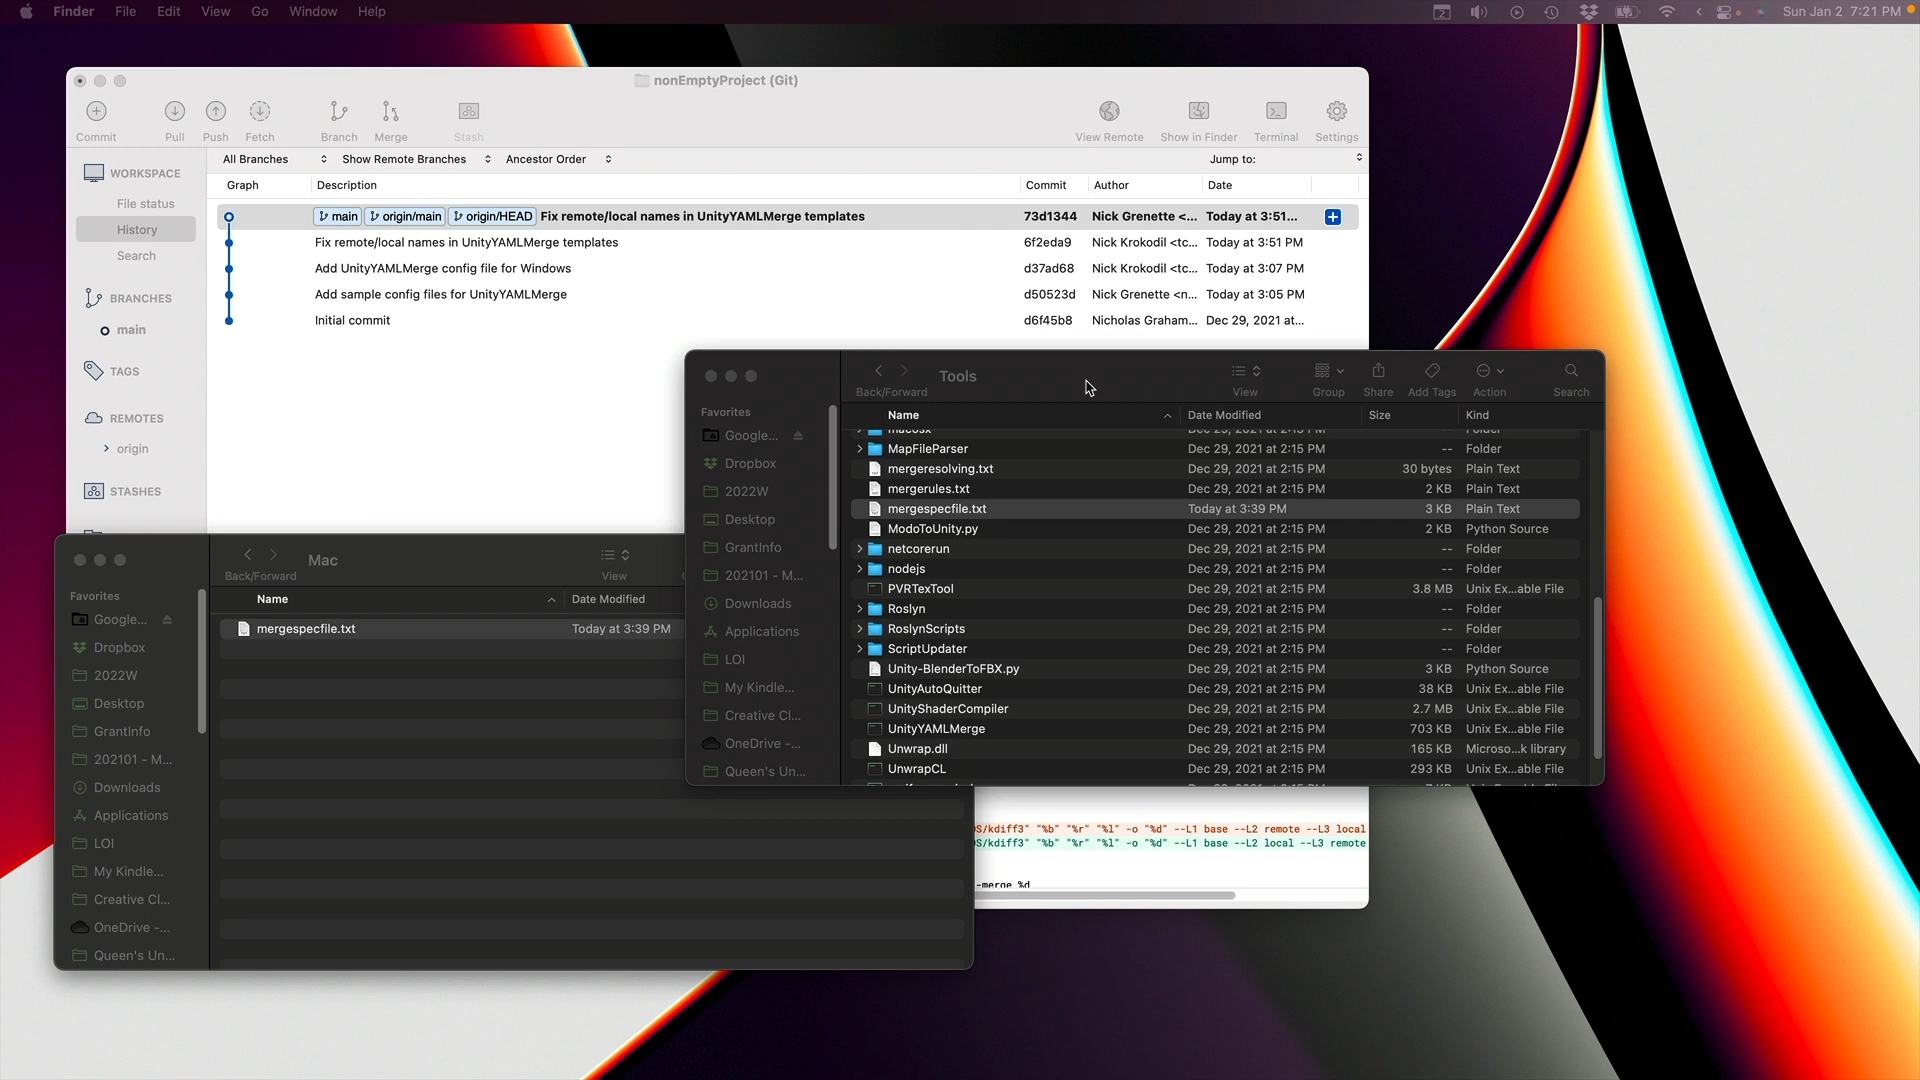 Finder File Edit View Go Window Help
Sun Jan 2 7:21 PM
nonEmptyProject (Git)
Commit Pull Push Fetch Branch Merge Stash View Remote Show in Finder Terminal Settings
All Branches Show Remote Branches Ancestor Order Jump to:
Graph Description Commit Author Date
main origin/main origin/HEAD Fix remote/local names in UnityYAMLMerge templates 73d1344 Nick Grenette <... Today at 3:51...
Fix remote/local names in UnityYAMLMerge templates 6f2eda9 Nick Krokodil <tc... Today at 3:51 PM
Add UnityYAMLMerge config file for Windows d37ad68 Nick Krokodil <tc... Today at 3:07 PM
Add sample config files for UnityYAMLMerge d50523d Nick Grenette <n... Today at 3:05 PM
Initial commit d6f45b8 Nicholas Graham... Dec 29, 2021 at...
WORKSPACE
File status
History
Search
BRANCHES
main
TAGS
REMOTES
origin
STASHES
Tools
Back/Forward View Group Share Add Tags Action Search
Favorites
Google...
Dropbox
2022W
Desktop
GrantInfo
202101 - M...
Downloads
Applications
LOI
My Kindle...
Creative Cl...
OneDrive -...
Queen's Un...
Name Date Modified Size Kind
macosx Dec 29, 2021 at 2:15 PM -- Folder
MapFileParser Dec 29, 2021 at 2:15 PM -- Folder
mergeresolving.txt Dec 29, 2021 at 2:15 PM 30 bytes Plain Text
mergerules.txt Dec 29, 2021 at 2:15 PM 2 KB Plain Text
mergespecfile.txt Today at 3:39 PM 3 KB Plain Text
ModoToUnity.py Dec 29, 2021 at 2:15 PM 2 KB Python Source
netcorerun Dec 29, 2021 at 2:15 PM -- Folder
nodejs Dec 29, 2021 at 2:15 PM -- Folder
PVRTexTool Dec 29, 2021 at 2:15 PM 3.8 MB Unix Ex...able File
Roslyn Dec 29, 2021 at 2:15 PM -- Folder
RoslynScripts Dec 29, 2021 at 2:15 PM -- Folder
ScriptUpdater Dec 29, 2021 at 2:15 PM -- Folder
Unity-BlenderToFBX.py Dec 29, 2021 at 2:15 PM 3 KB Python Source
UnityAutoQuitter Dec 29, 2021 at 2:15 PM 38 KB Unix Ex...able File
UnityShaderCompiler Dec 29, 2021 at 2:15 PM 2.7 MB Unix Ex...able File
UnityYAMLMerge Dec 29, 2021 at 2:15 PM 703 KB Unix Ex...able File
Unwrap.dll Dec 29, 2021 at 2:15 PM 165 KB Microso...k library
UnwrapCL Dec 29, 2021 at 2:15 PM 293 KB Unix Ex...able File
Mac
Back/Forward View
Favorites
Google...
Dropbox
2022W
Desktop
GrantInfo
202101 - M...
Downloads
Applications
LOI
My Kindle...
Creative Cl...
OneDrive -...
Queen's Un...
Name Date Modified
mergespecfile.txt Today at 3:39 PM
S/kdiff3" "%b" "%r" "%l" -o "%d" --L1 base --L2 remote --L3 local
S/kdiff3" "%b" "%r" "%l" -o "%d" --L1 base --L2 local --L3 remote
-merge %d